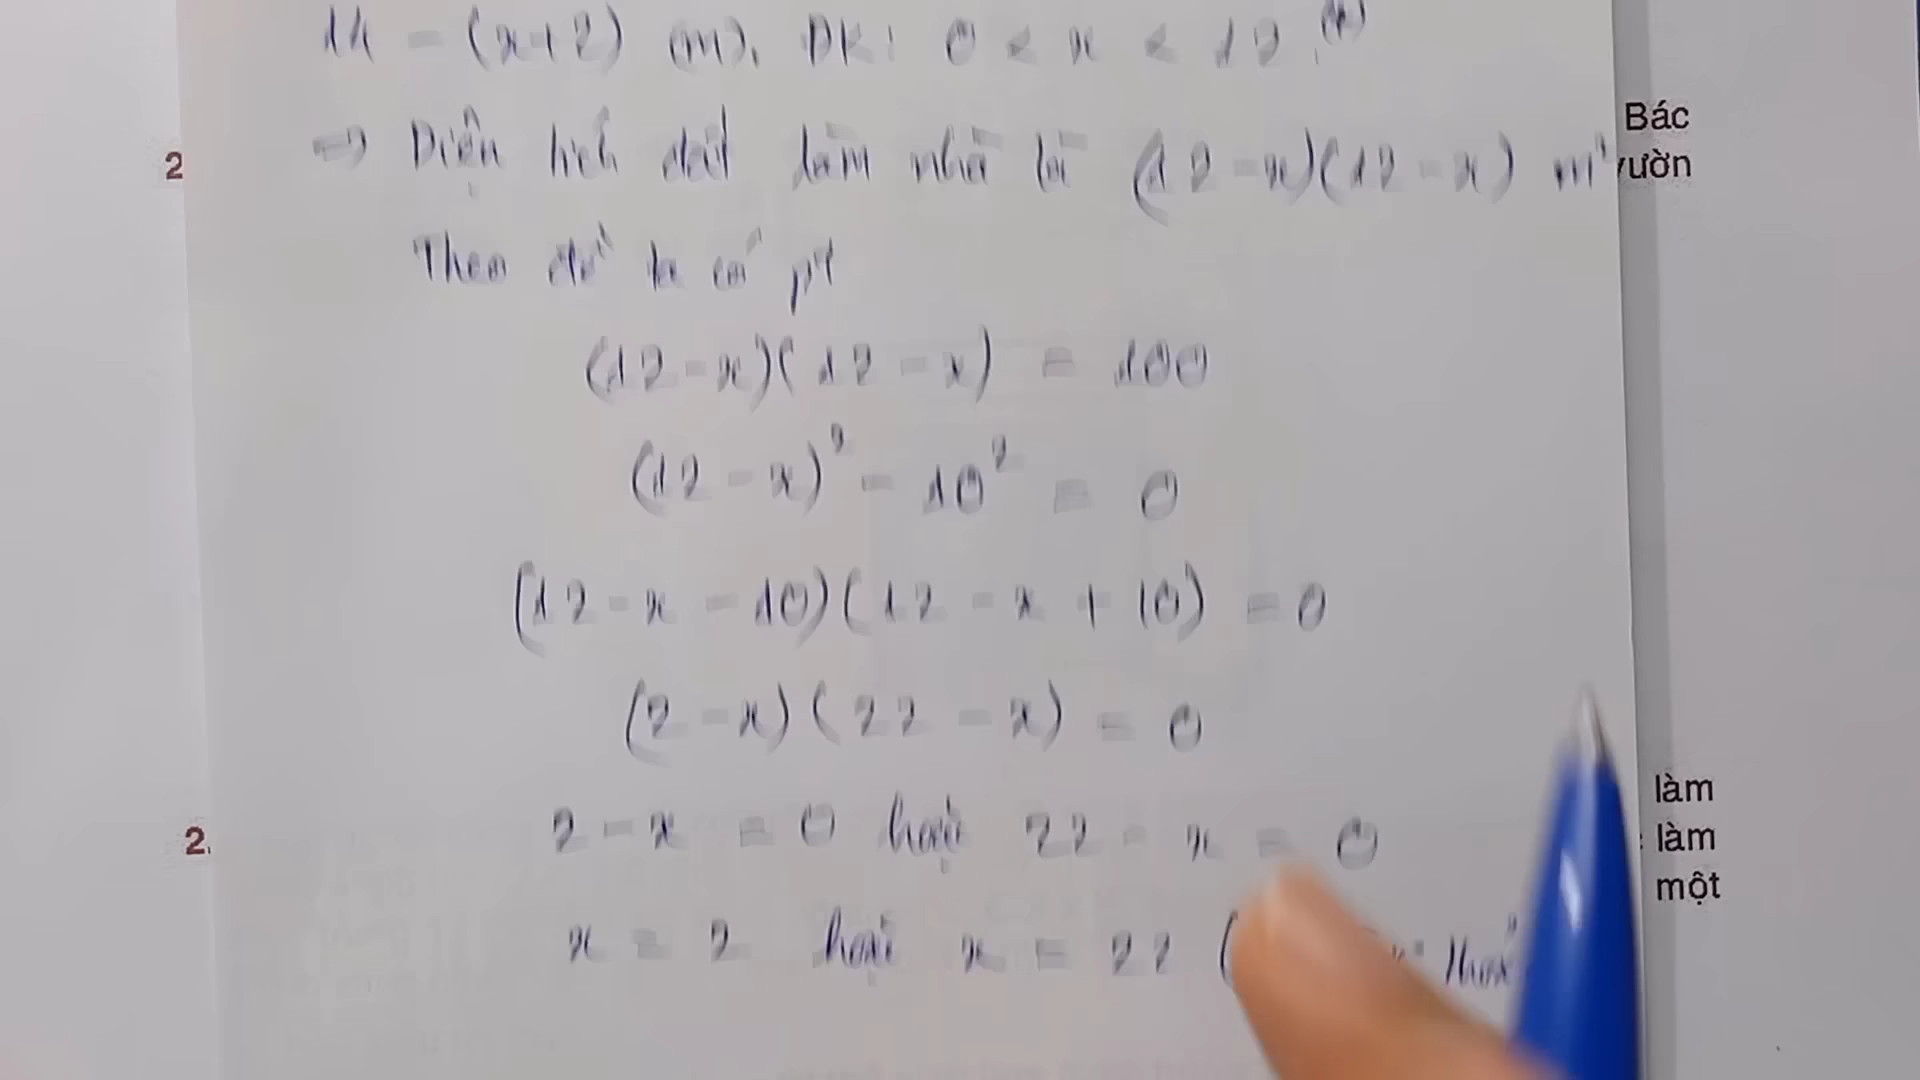 14 - (x+2) (m). ĐK: 0 < x < 12 (*)
⇒ Diện tích đất làm nhà là (12-x)(12-x) m²
Theo đề ta có pt
(12-x)(12-x) = 100
(12-x)² - 10² = 0
(12-x-10)(12-x+10) = 0
(2-x)(22-x) = 0
2-x = 0 hoặc 22-x = 0
x = 2 hoặc x = 22 (
2
Bác
vườn
2.
làm
làm
một